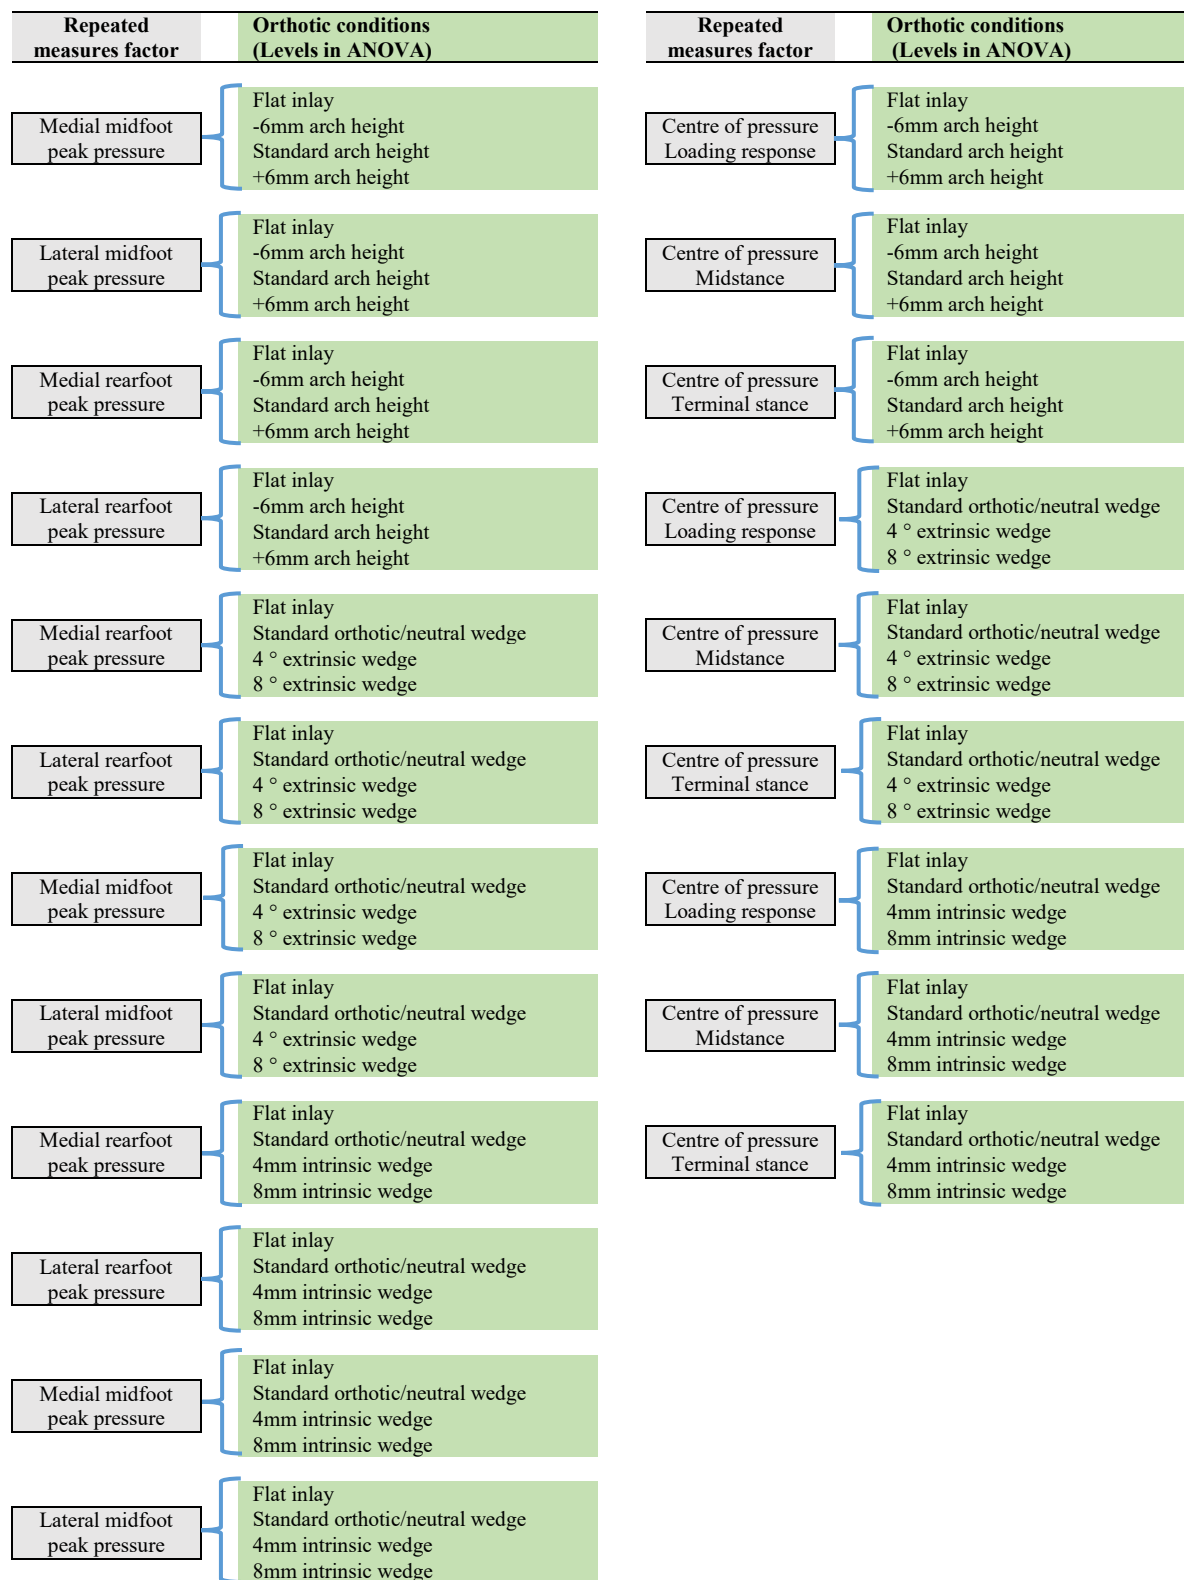 Repeated
measures factor
Orthotic conditions
(Levels in ANOVA)
Medial midfoot
peak pressure
Flat inlay
-6mm arch height
Standard arch height
+6mm arch height
Lateral midfoot
peak pressure
Flat inlay
-6mm arch height
Standard arch height
+6mm arch height
Medial rearfoot
peak pressure
Flat inlay
-6mm arch height
Standard arch height
+6mm arch height
Lateral rearfoot
peak pressure
Flat inlay
-6mm arch height
Standard arch height
+6mm arch height
Medial rearfoot
peak pressure
Flat inlay
Standard orthotic/neutral wedge
4 ° extrinsic wedge
8 ° extrinsic wedge
Lateral rearfoot
peak pressure
Flat inlay
Standard orthotic/neutral wedge
4 ° extrinsic wedge
8 ° extrinsic wedge
Medial midfoot
peak pressure
Flat inlay
Standard orthotic/neutral wedge
4 ° extrinsic wedge
8 ° extrinsic wedge
Lateral midfoot
peak pressure
Flat inlay
Standard orthotic/neutral wedge
4 ° extrinsic wedge
8 ° extrinsic wedge
Medial rearfoot
peak pressure
Flat inlay
Standard orthotic/neutral wedge
4mm intrinsic wedge
8mm intrinsic wedge
Lateral rearfoot
peak pressure
Flat inlay
Standard orthotic/neutral wedge
4mm intrinsic wedge
8mm intrinsic wedge
Medial midfoot
peak pressure
Flat inlay
Standard orthotic/neutral wedge
4mm intrinsic wedge
8mm intrinsic wedge
Lateral midfoot
peak pressure
Flat inlay
Standard orthotic/neutral wedge
4mm intrinsic wedge
8mm intrinsic wedge
Repeated
measures factor
Orthotic conditions
(Levels in ANOVA)
Centre of pressure
Loading response
Flat inlay
-6mm arch height
Standard arch height
+6mm arch height
Centre of pressure
Midstance
Flat inlay
-6mm arch height
Standard arch height
+6mm arch height
Centre of pressure
Terminal stance
Flat inlay
-6mm arch height
Standard arch height
+6mm arch height
Centre of pressure
Loading response
Flat inlay
Standard orthotic/neutral wedge
4 ° extrinsic wedge
8 ° extrinsic wedge
Centre of pressure
Midstance
Flat inlay
Standard orthotic/neutral wedge
4 ° extrinsic wedge
8 ° extrinsic wedge
Centre of pressure
Terminal stance
Flat inlay
Standard orthotic/neutral wedge
4 ° extrinsic wedge
8 ° extrinsic wedge
Centre of pressure
Loading response
Flat inlay
Standard orthotic/neutral wedge
4mm intrinsic wedge
8mm intrinsic wedge
Centre of pressure
Midstance
Flat inlay
Standard orthotic/neutral wedge
4mm intrinsic wedge
8mm intrinsic wedge
Centre of pressure
Terminal stance
Flat inlay
Standard orthotic/neutral wedge
4mm intrinsic wedge
8mm intrinsic wedge